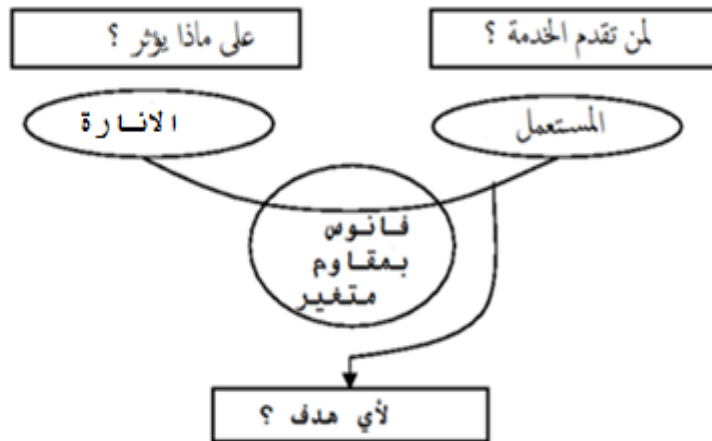 لمن تقدم الخدمة ؟
على ماذا يؤثر ؟
المستعمل
الانارة
فانوس
بمقاوم
متغير
لأي هدف ؟